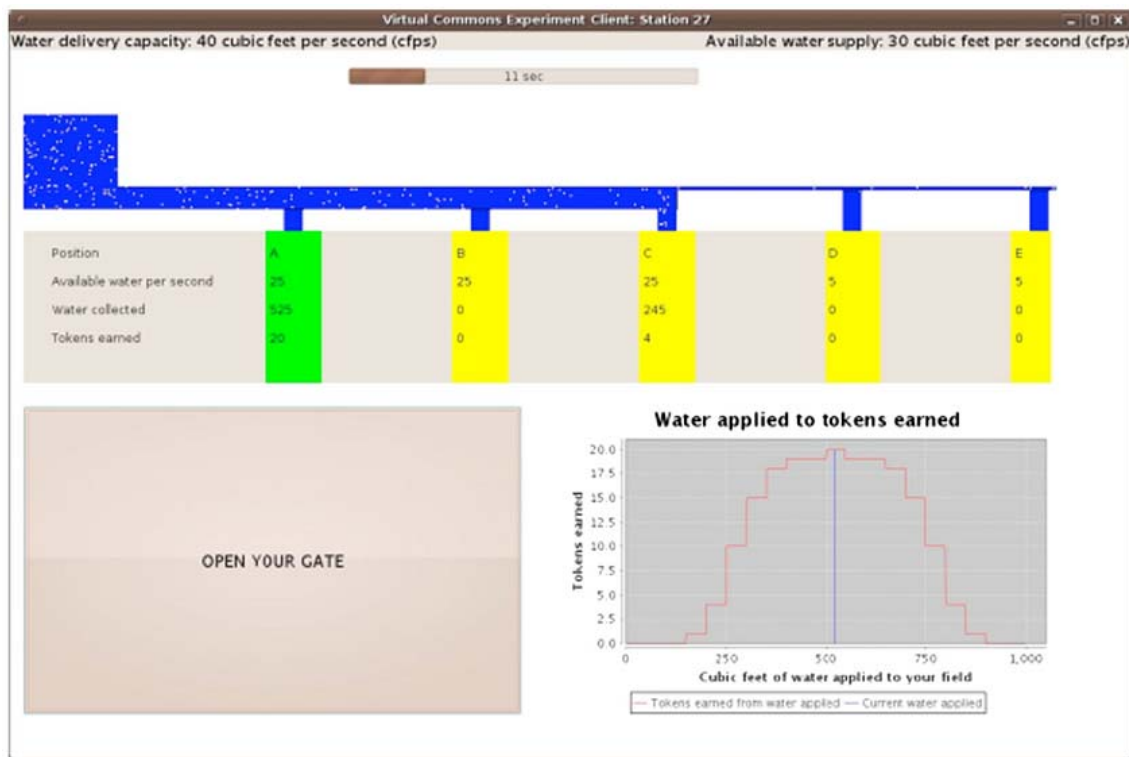 Virtual Commons Experiment Client: Station 27
Water delivery capacity: 40 cubic feet per second (cfps) Available water supply: 30 cubic feet per second (cfps)
11 sec
Position A B C D E
Available water per second 25 25 25 5 5
Water collected 525 0 245 0 0
Tokens earned 20 0 4 0 0
OPEN YOUR GATE
Water applied to tokens earned
Tokens earned
20.0
17.5
15.0
12.5
10.0
7.5
5.0
2.5
0.0
0 250 500 750 1,000
Cubic feet of water applied to your field
Tokens earned from water applied Current water applied